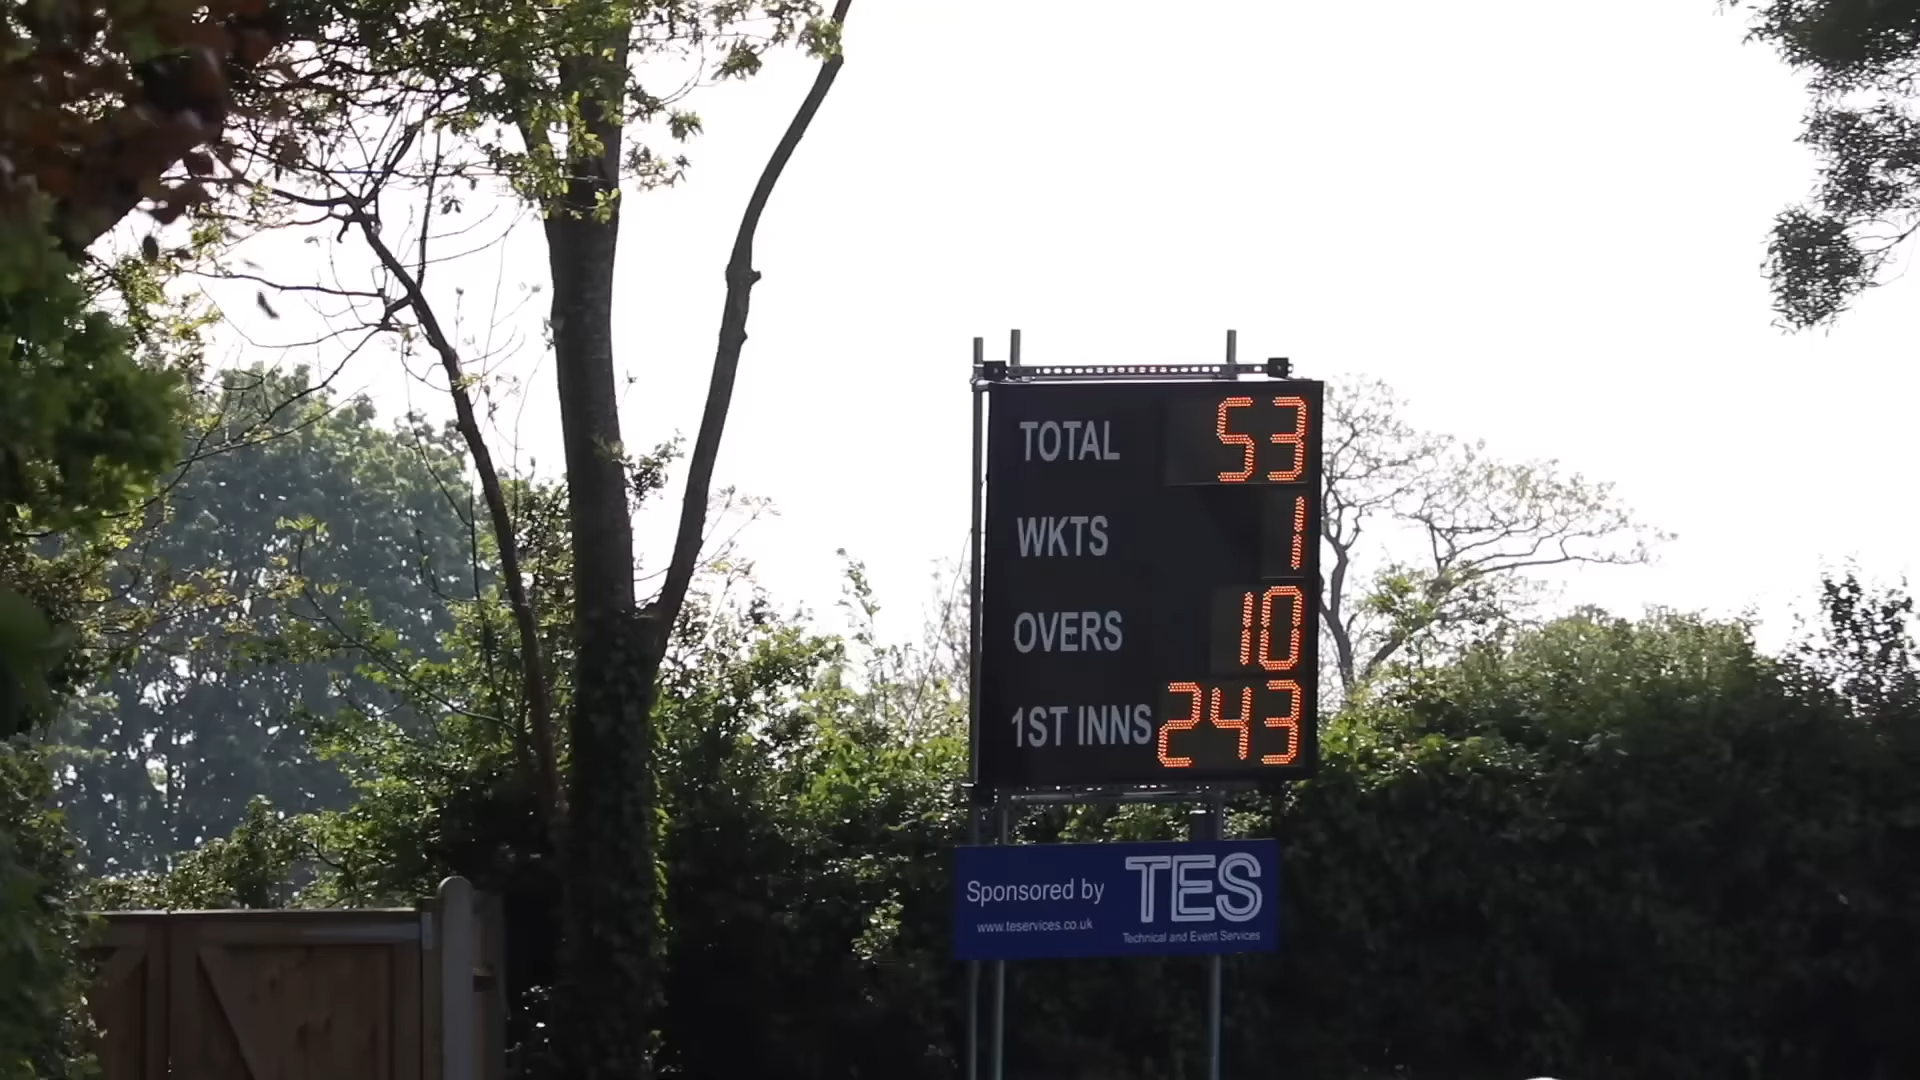 TOTAL 53
WKTS 1
OVERS 10
1ST INNS 243
Sponsored by TES
www.teservices.co.uk
Technical and Event Services